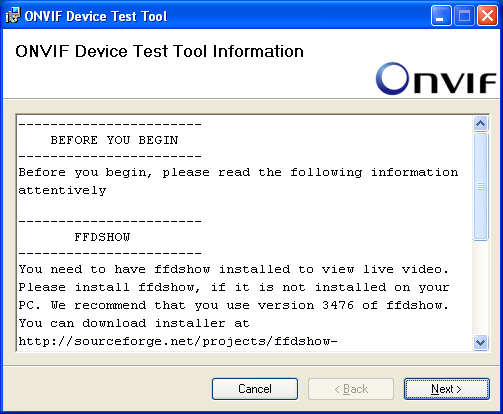 ONVIF Device Test Tool
ONVIF Device Test Tool Information
ONVIF
-----------------------
BEFORE YOU BEGIN
-----------------------
Before you begin, please read the following information
attentively
-----------------------
FFDSHOW
-----------------------
You need to have ffdshow installed to view live video.
Please install ffdshow, if it is not installed on your
PC. We recommend that you use version 3476 of ffdshow.
You can download installer at
http://sourceforge.net/projects/ffdshow-
Cancel
< Back
Next >